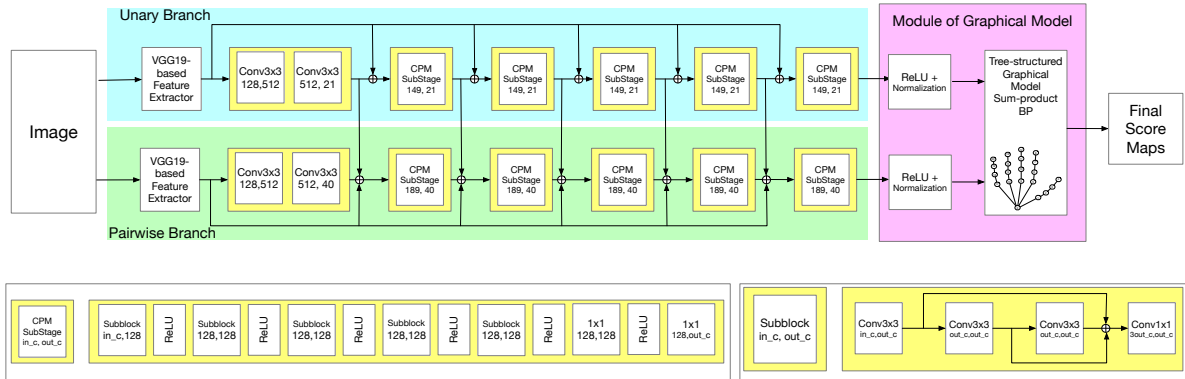 Unary Branch
Module of Graphical Model
Image
VGG19-
based
Feature
Extractor
Conv3x3
128,512
Conv3x3
512, 21
CPM
SubStage
149, 21
CPM
SubStage
149, 21
CPM
SubStage
149, 21
CPM
SubStage
149, 21
CPM
SubStage
149, 21
ReLU +
Normalization
Tree-structured
Graphical
Model
Sum-product
BP
Final
Score
Maps
VGG19-
based
Feature
Extractor
Conv3x3
128,512
Conv3x3
512, 40
CPM
SubStage
189, 40
CPM
SubStage
189, 40
CPM
SubStage
189, 40
CPM
SubStage
189, 40
CPM
SubStage
189, 40
ReLU +
Normalization
Pairwise Branch
CPM
SubStage
in_c, out_c
Subblock
in_c,128
ReLU
Subblock
128,128
ReLU
Subblock
128,128
ReLU
Subblock
128,128
ReLU
Subblock
128,128
ReLU
1x1
128,128
ReLU
1x1
128,out_c
Subblock
in_c, out_c
Conv3x3
in_c,out_c
Conv3x3
out_c,out_c
Conv3x3
out_c,out_c
Conv1x1
3out_c,out_c